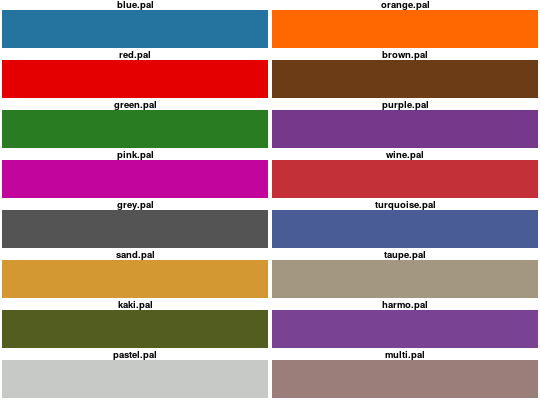 blue.pal orange.pal
red.pal brown.pal
green.pal purple.pal
pink.pal wine.pal
grey.pal turquoise.pal
sand.pal taupe.pal
kaki.pal harmo.pal
pastel.pal multi.pal